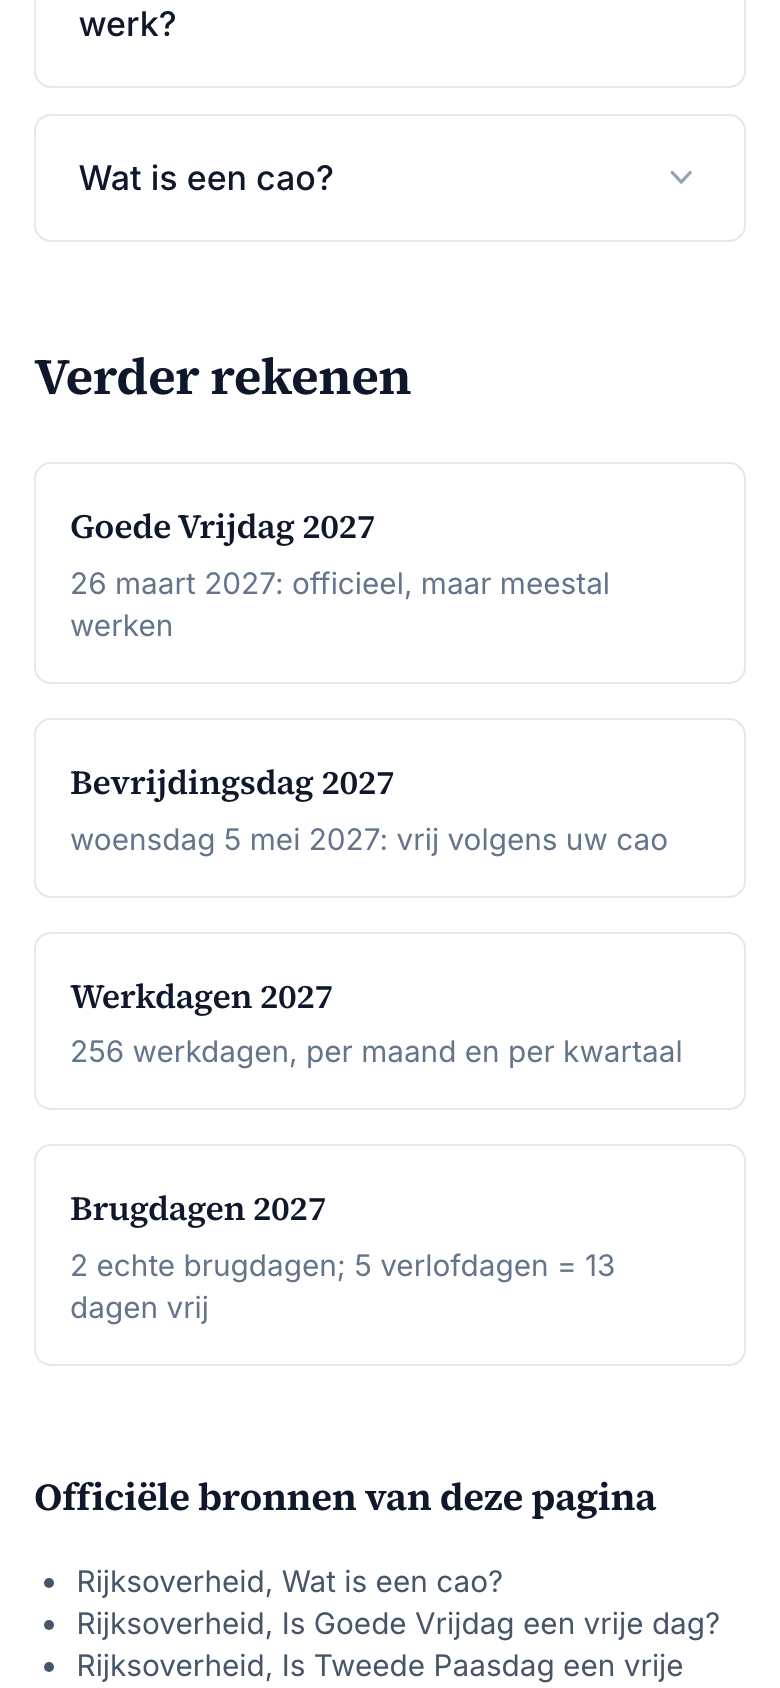 werk?
Wat is een cao?
Verder rekenen
Goede Vrijdag 2027
26 maart 2027: officieel, maar meestal
werken
Bevrijdingsdag 2027
woensdag 5 mei 2027: vrij volgens uw cao
Werkdagen 2027
256 werkdagen, per maand en per kwartaal
Brugdagen 2027
2 echte brugdagen; 5 verlofdagen = 13
dagen vrij
Officiële bronnen van deze pagina
• Rijksoverheid, Wat is een cao?
• Rijksoverheid, Is Goede Vrijdag een vrije dag?
• Rijksoverheid, Is Tweede Paasdag een vrije